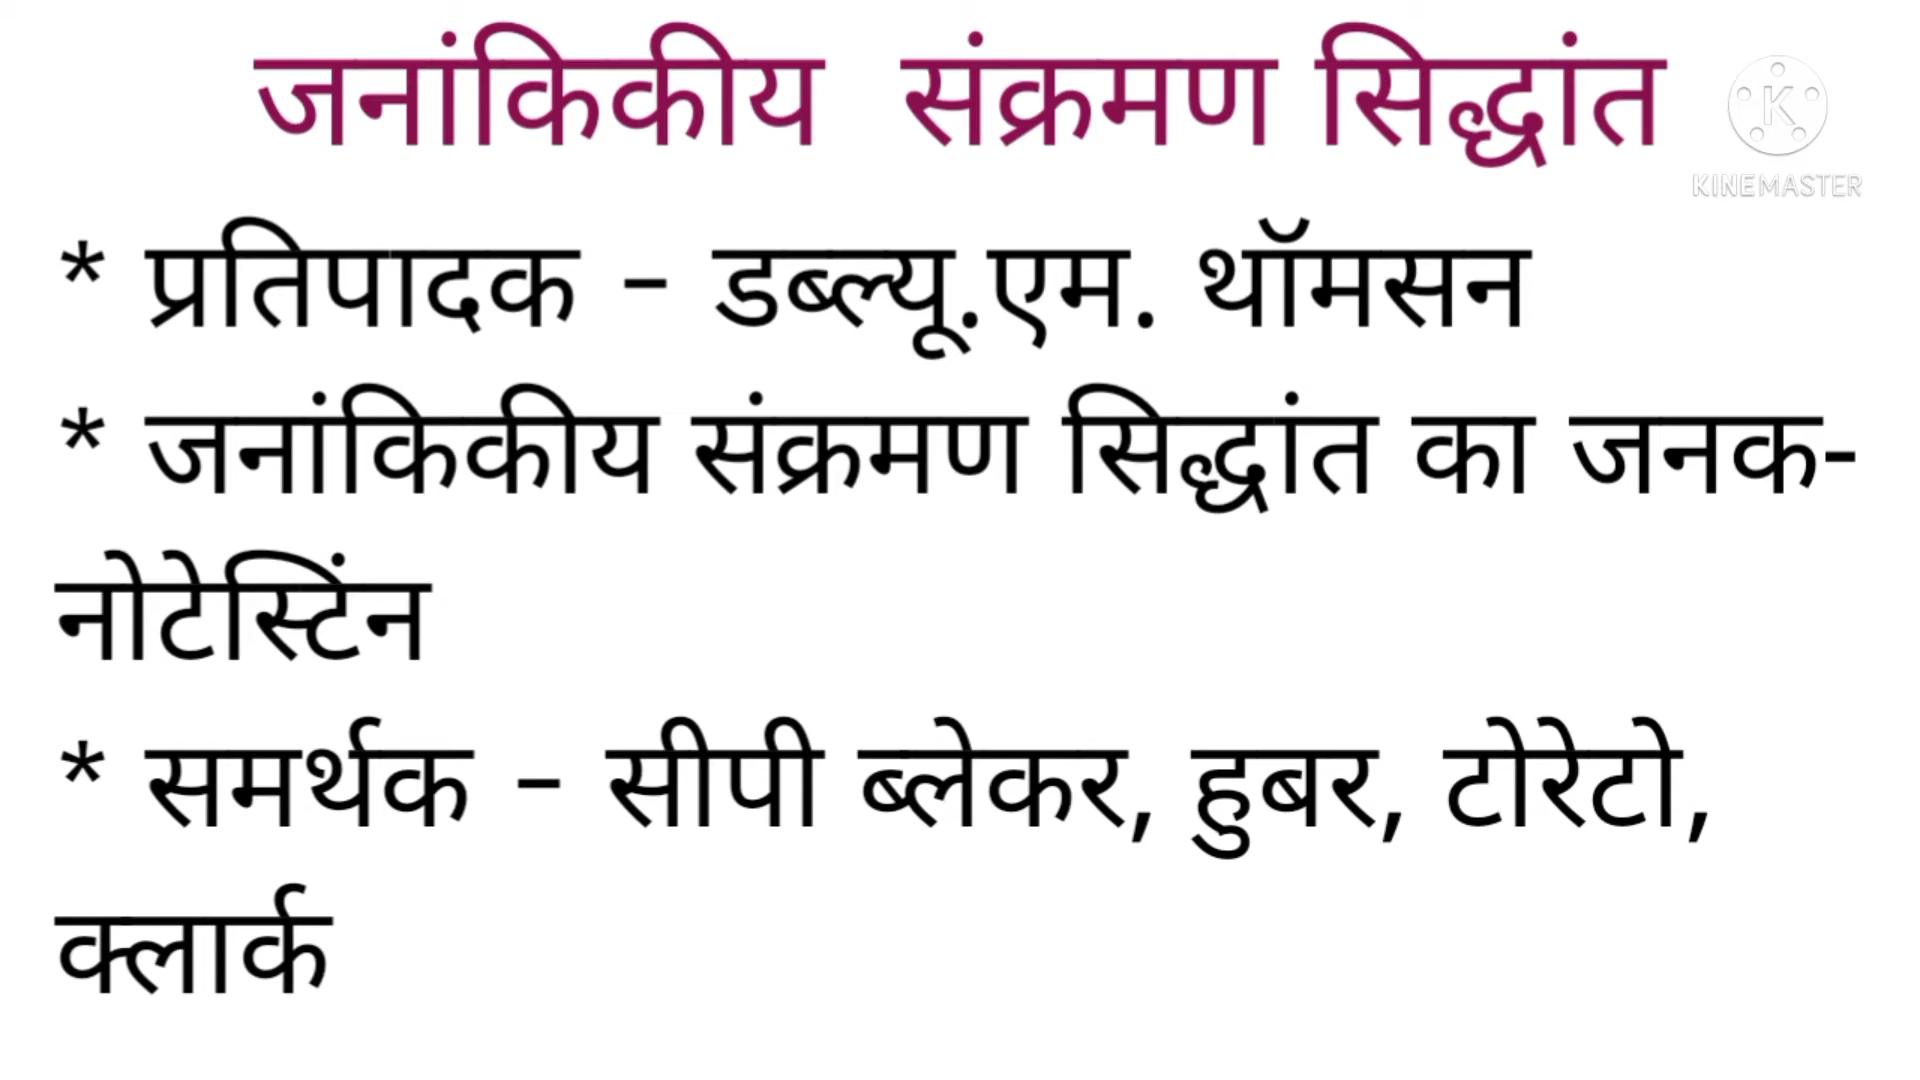 जनांकिकीय संक्रमण सिद्धांत
K
KINEMASTER
* प्रतिपादक - डब्ल्यू.एम. थॉमसन
* जनांकिकीय संक्रमण सिद्धांत का जनक-
नोटेस्टिंन
* समर्थक - सीपी ब्लेकर, हुबर, टोरेटो,
क्लार्क